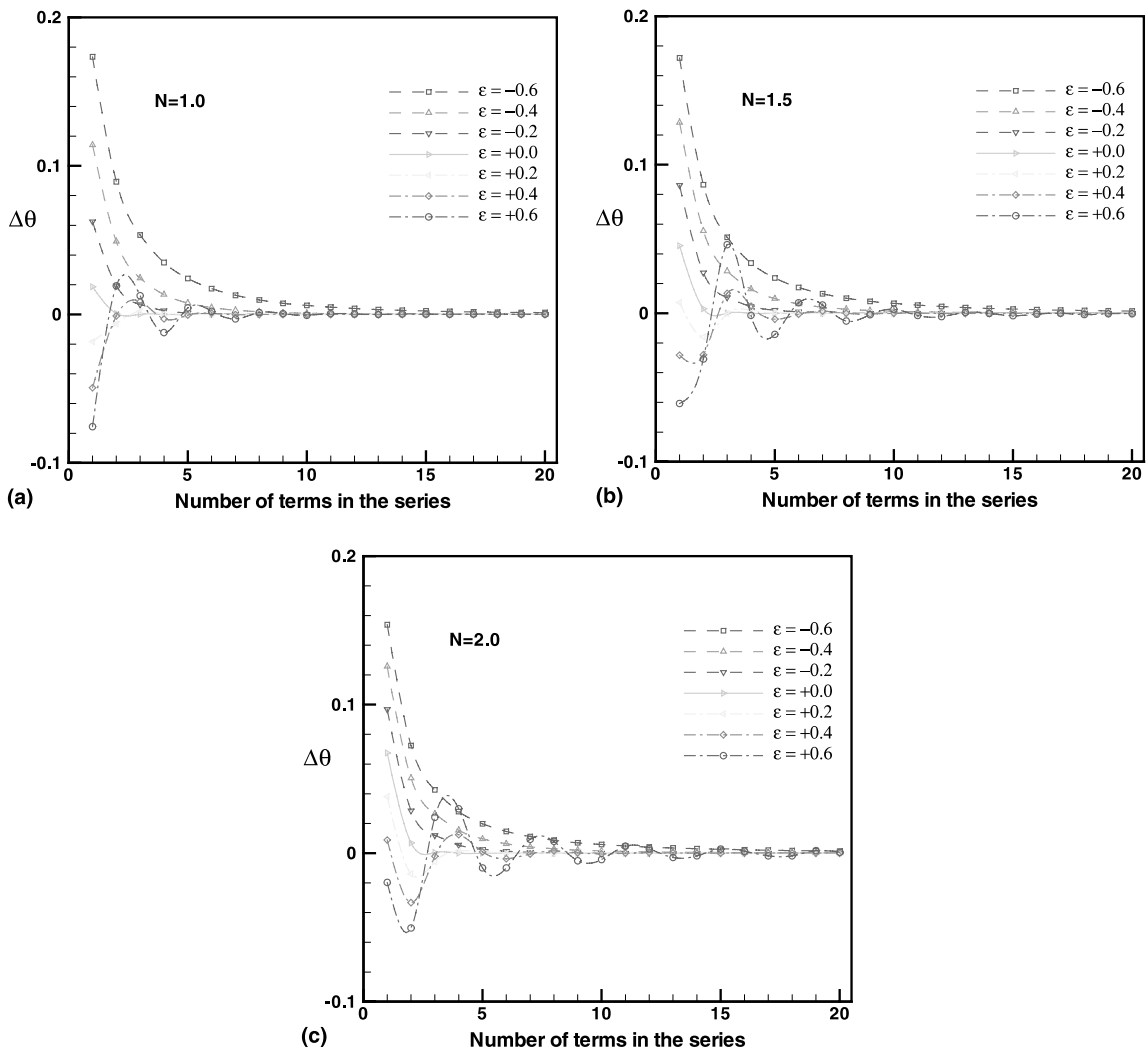 0.2
0.1
0
-0.1
Δθ
N=1.0
ε = −0.6
ε = −0.4
ε = −0.2
ε = +0.0
ε = +0.2
ε = +0.4
ε = +0.6
0 5 10 15 20
Number of terms in the series
(a)
0.2
0.1
0
-0.1
Δθ
N=1.5
ε = −0.6
ε = −0.4
ε = −0.2
ε = +0.0
ε = +0.2
ε = +0.4
ε = +0.6
0 5 10 15 20
Number of terms in the series
(b)
0.2
0.1
0
-0.1
Δθ
N=2.0
ε = −0.6
ε = −0.4
ε = −0.2
ε = +0.0
ε = +0.2
ε = +0.4
ε = +0.6
0 5 10 15 20
Number of terms in the series
(c)